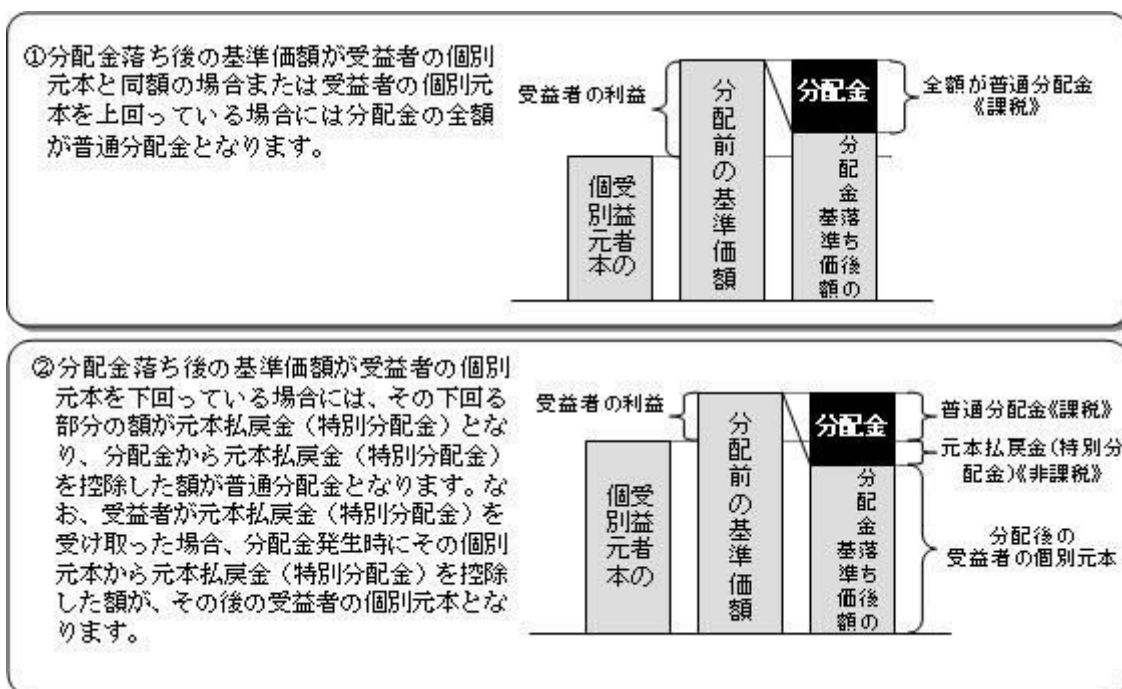 ①分配金落ち後の基準価額が受益者の個別
元本と同額の場合または受益者の個別元
本を上回っている場合には分配金の全額
が普通分配金となります。
受益者の利益
受益者の
個別元本
分配前の基準価額
分配金
分配金落ち後の
基準価額
全額が普通分配金
《課税》
②分配金落ち後の基準価額が受益者の個別
元本を下回っている場合には、その下回る
部分の額が元本払戻金（特別分配金）とな
り、分配金から元本払戻金（特別分配金）
を控除した額が普通分配金となります。な
お、受益者が元本払戻金（特別分配金）を
受け取った場合、分配金発生時にその個別
元本から元本払戻金（特別分配金）を控除
した額が、その後の受益者の個別元本とな
ります。
受益者の利益
受益者の
個別元本
分配前の基準価額
分配金
分配金落ち後の
基準価額
普通分配金《課税》
元本払戻金(特別分
配金)《非課税》
分配後の
受益者の個別元本